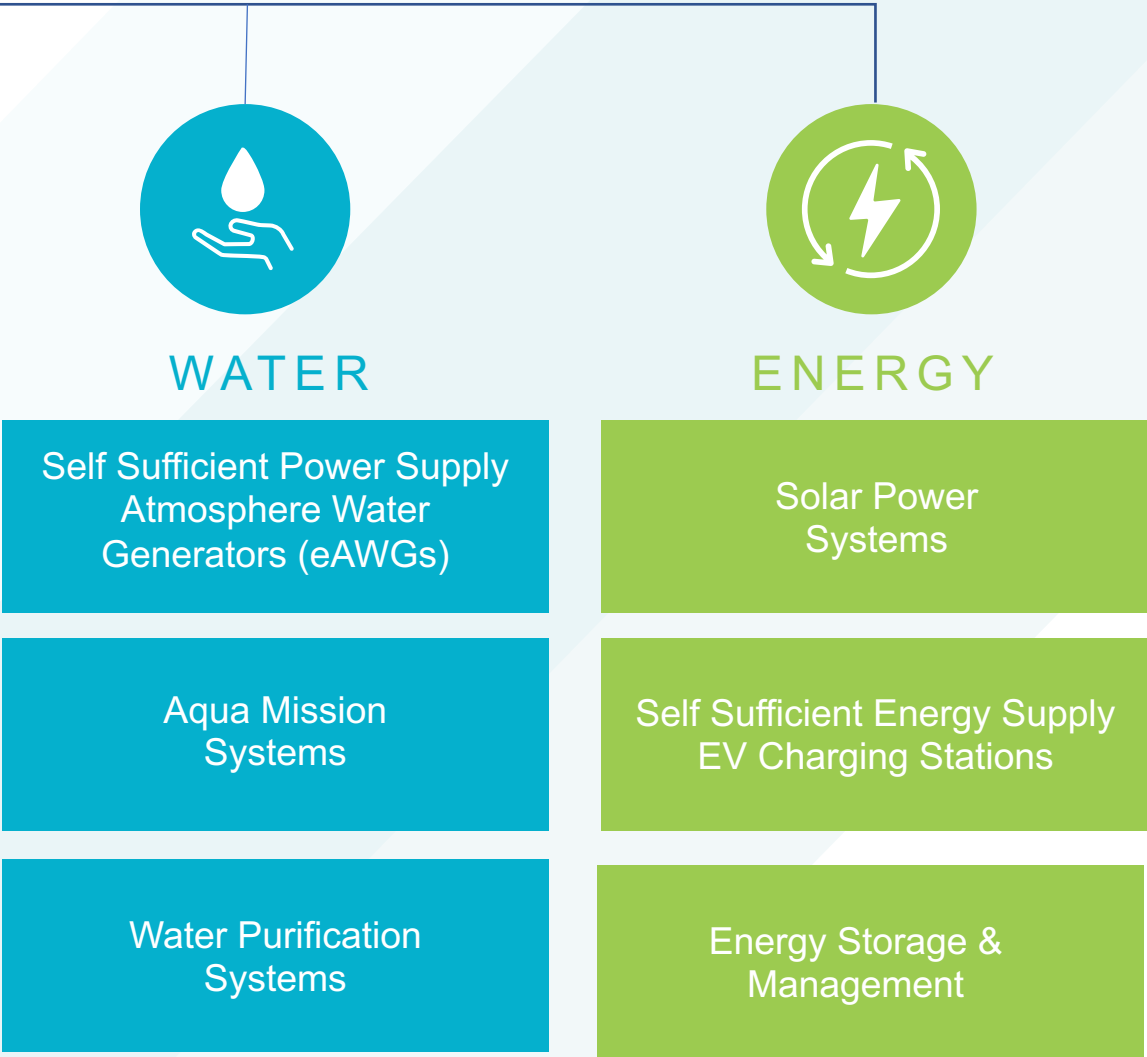 WATER
Self Sufficient Power Supply
Atmosphere Water
Generators (eAWGs)
Aqua Mission
Systems
Water Purification
Systems
ENERGY
Solar Power
Systems
Self Sufficient Energy Supply
EV Charging Stations
Energy Storage &
Management